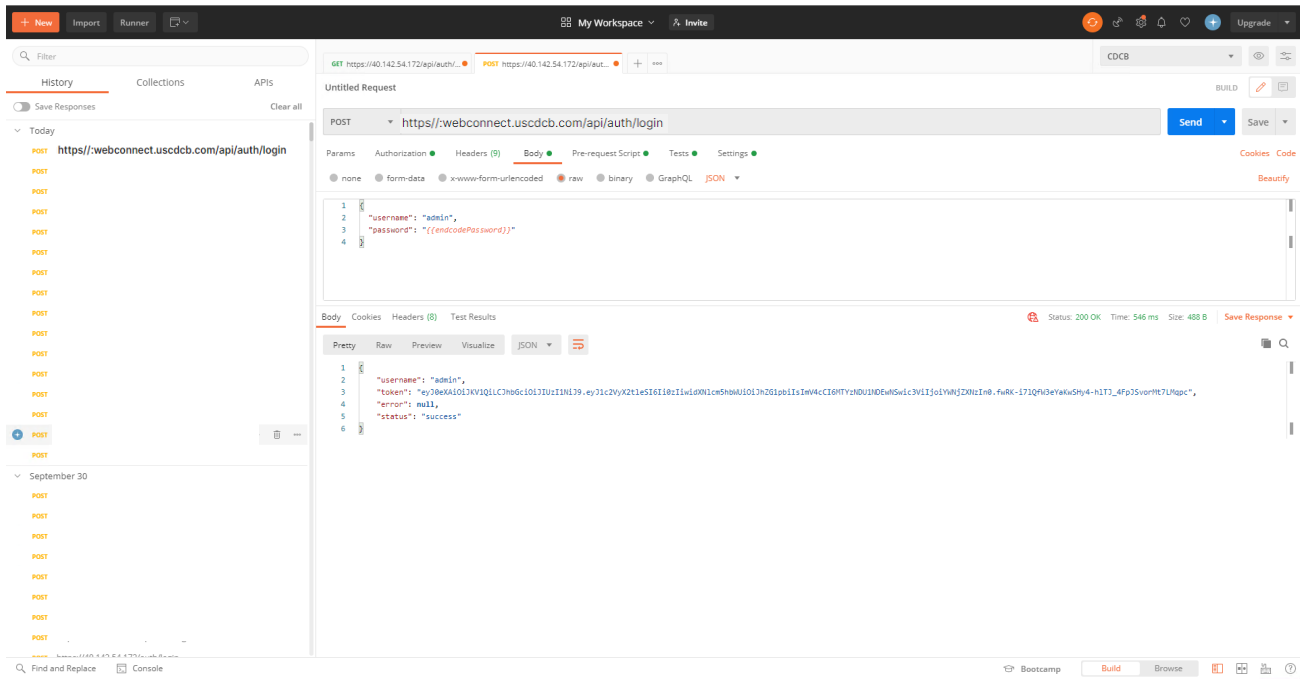 New Import Runner My Workspace Invite Upgrade
Filter
GET https://40.142.54.172/api/auth/... POST https://40.142.54.172/api/aut... CDCB
History Collections APIs
Untitled Request BUILD
Save Responses Clear all
POST https//:webconnect.uscdcb.com/api/auth/login Send Save
Today
POST https//:webconnect.uscdcb.com/api/auth/login
Params Authorization Headers (9) Body Pre-request Script Tests Settings Cookies Code
POST
none form-data x-www-form-urlencoded raw binary GraphQL JSON Beautify
POST
1 {
2 "username": "admin",
3 "password": "{{endcodePassword}}"
4 }
POST
POST
POST
POST
POST
POST
Body Cookies Headers (8) Test Results Status: 200 OK Time: 546 ms Size: 488 B Save Response
POST
Pretty Raw Preview Visualize JSON
POST
1 {
2 "username": "admin",
3 "token":
4 "error": null,
5 "status": "success"
6 }
POST
POST
POST
POST
POST
September 30
POST
POST
POST
POST
POST
POST
POST
POST
Find and Replace Console Bootcamp Build Browse